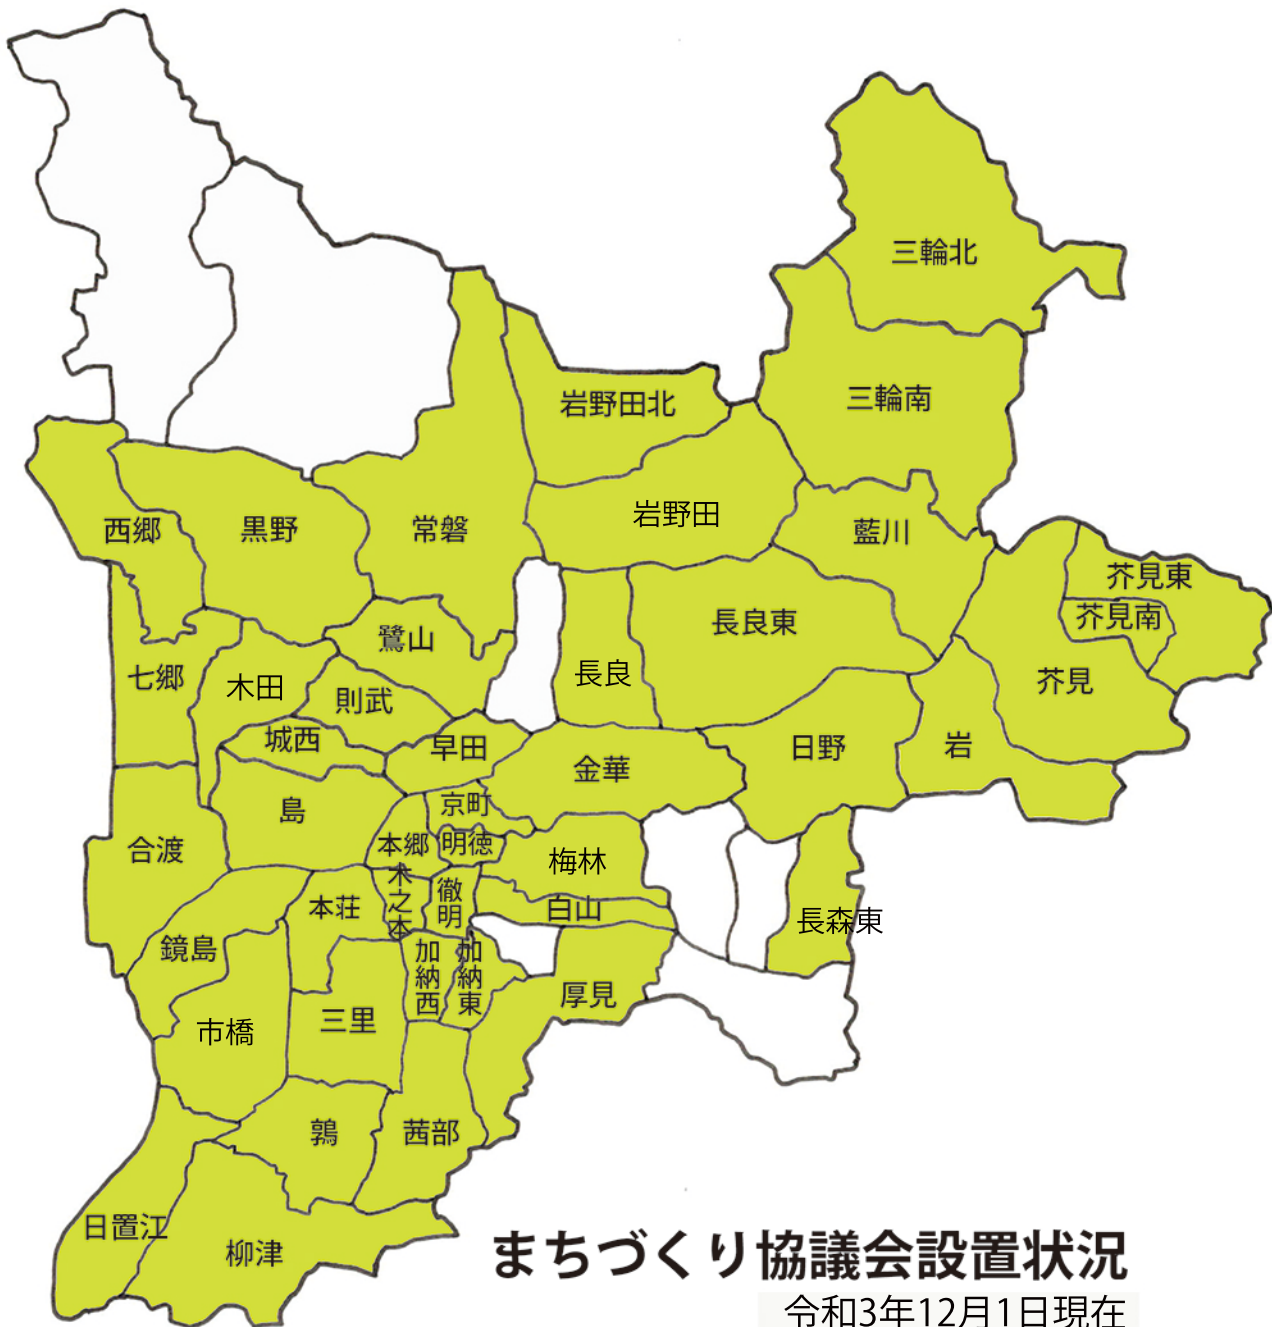 三輪北
三輪南
岩野田北
岩野田
西郷
黒野
常磐
藍川
芥見東
芥見南
鷺山
長良東
長良
七郷
木田
則武
芥見
城西
早田
日野
岩
金華
島
京町
本郷
明徳
合渡
梅林
木之本
徹明
本荘
白山
長森東
鏡島
加納西
加納東
厚見
市橋
三里
鶉
茜部
日置江
柳津
まちづくり協議会設置状況
令和3年12月1日現在